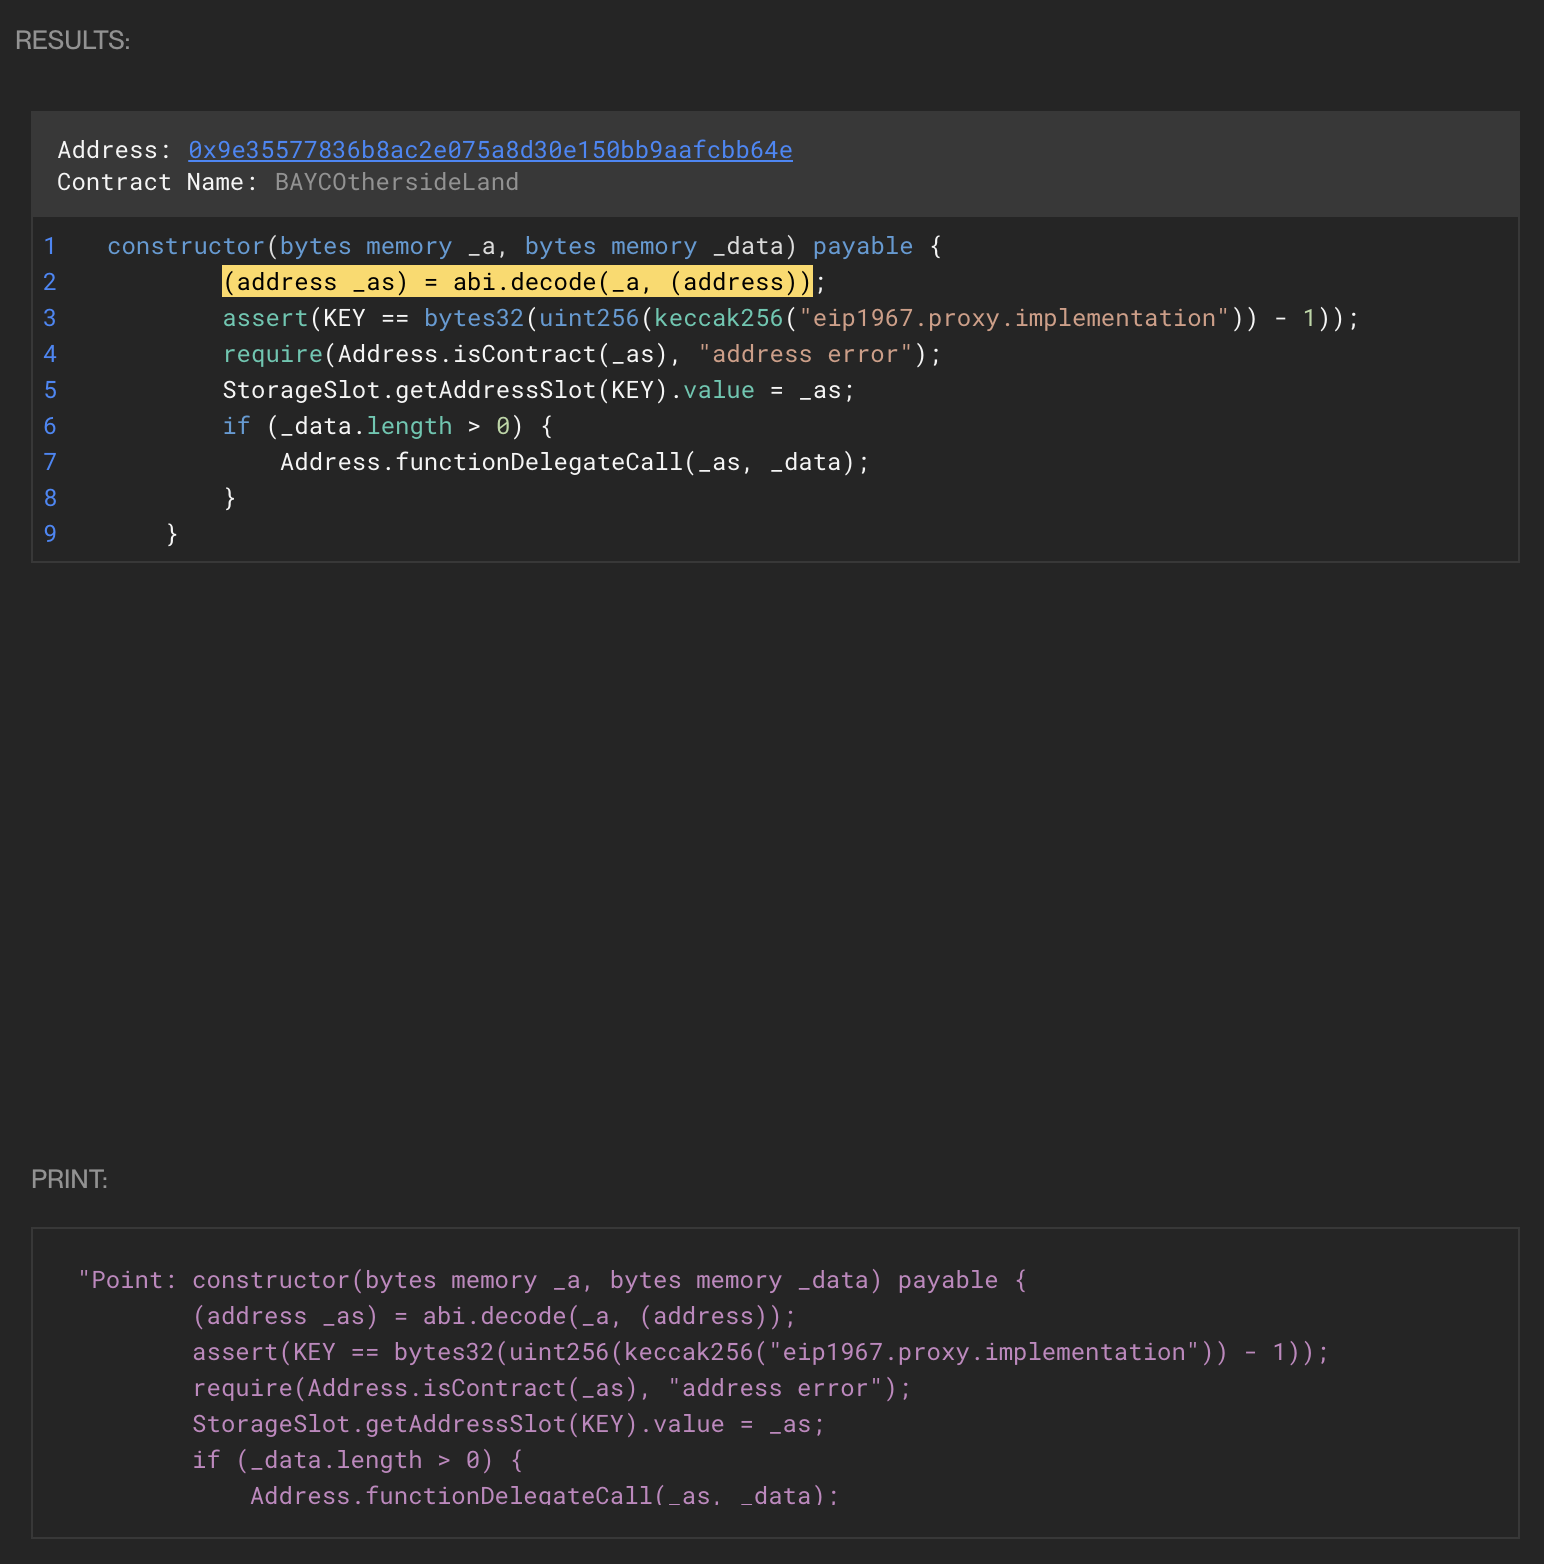 RESULTS:
Address: 0x9e35577836b8ac2e075a8d30e150bb9aafcbb64e
Contract Name: BAYCOthersideLand
1 constructor(bytes memory _a, bytes memory _data) payable {
2 (address _as) = abi.decode(_a, (address));
3 assert(KEY == bytes32(uint256(keccak256("eip1967.proxy.implementation")) - 1));
4 require(Address.isContract(_as), "address error");
5 StorageSlot.getAddressSlot(KEY).value = _as;
6 if (_data.length > 0) {
7 Address.functionDelegateCall(_as, _data);
8 }
9 }
PRINT:
"Point: constructor(bytes memory _a, bytes memory _data) payable {
(address _as) = abi.decode(_a, (address));
assert(KEY == bytes32(uint256(keccak256("eip1967.proxy.implementation")) - 1));
require(Address.isContract(_as), "address error");
StorageSlot.getAddressSlot(KEY).value = _as;
if (_data.length > 0) {
Address.functionDelegateCall(_as, _data);